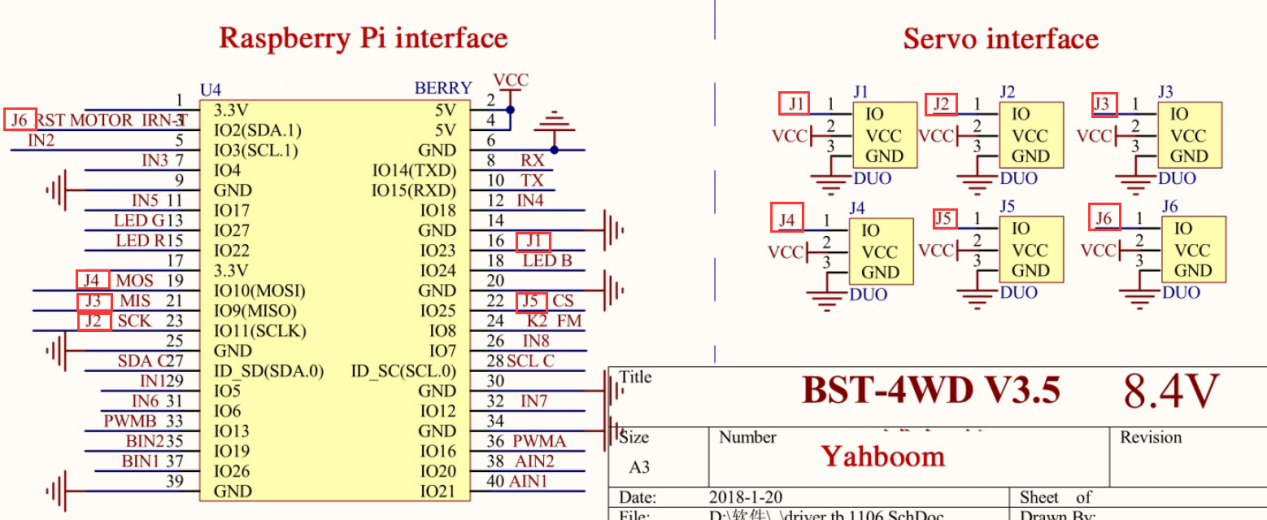 Raspberry Pi interface
U4
BERRY
VCC
1 3.3V 5V 2
J6 RST MOTOR IRN-T 3 IO2(SDA.1) 5V 4
IN2 5 IO3(SCL.1) GND 6
IN3 7 IO4 IO14(TXD) 8 RX
9 GND IO15(RXD) 10 TX
IN5 11 IO17 IO18 12 IN4
LED G 13 IO27 GND 14
LED R 15 IO22 IO23 16 J1
17 3.3V IO24 18 LED B
J4 MOS 19 IO10(MOSI) GND 20
J3 MIS 21 IO9(MISO) IO25 22 J5 CS
J2 SCK 23 IO11(SCLK) IO8 24 K2 FM
25 GND IO7 26 IN8
SDA C 27 ID_SD(SDA.0) ID_SC(SCL.0) 28 SCL C
IN1 29 IO5 GND 30
IN6 31 IO6 IO12 32 IN7
PWMB 33 IO13 GND 34
BIN2 35 IO19 IO16 36 PWMA
BIN1 37 IO26 IO20 38 AIN2
39 GND IO21 40 AIN1
Servo interface
J1
J1 1 IO
VCC 2 VCC
3 GND
DUO
J2
J2 1 IO
VCC 2 VCC
3 GND
DUO
J3
J3 1 IO
VCC 2 VCC
3 GND
DUO
J4
J4 1 IO
VCC 2 VCC
3 GND
DUO
J5
J5 1 IO
VCC 2 VCC
3 GND
DUO
J6
J6 1 IO
VCC 2 VCC
3 GND
DUO
Title
BST-4WD V3.5 8.4V
Size Number Revision
A3
Yahboom
Date: 2018-1-20 Sheet of
File: D:\软件\..\driver tb 1106.SchDoc Drawn By: